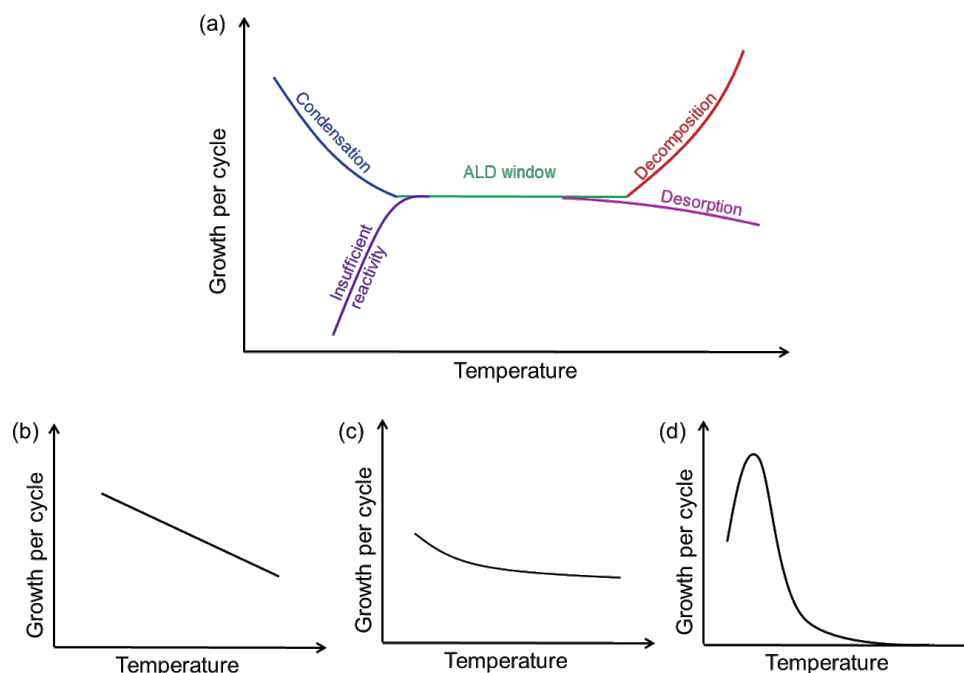 (a)
Growth per cycle
Condensation
Insufficient
reactivity
ALD window
Decomposition
Desorption
Temperature
(b)
Growth per cycle
Temperature
(c)
Growth per cycle
Temperature
(d)
Growth per cycle
Temperature